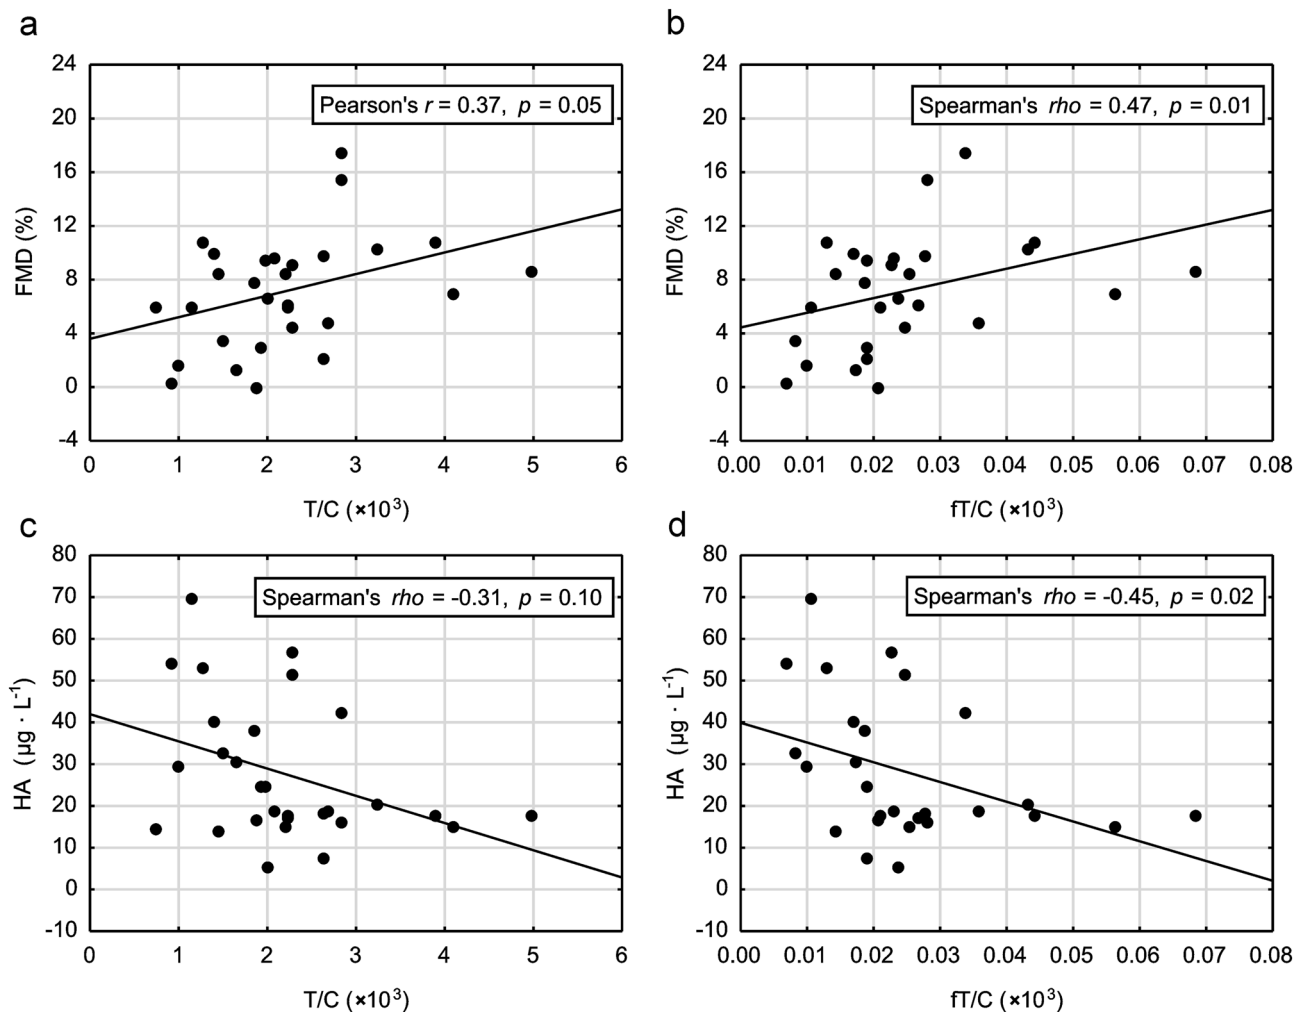 a
24
20
16
12
8
4
0
-4
FMD (%)
Pearson's r = 0.37, p = 0.05
0 1 2 3 4 5 6
T/C (×10³)
b
24
20
16
12
8
4
0
-4
FMD (%)
Spearman's rho = 0.47, p = 0.01
0.00 0.01 0.02 0.03 0.04 0.05 0.06 0.07 0.08
fT/C (×10³)
c
80
70
60
50
40
30
20
10
0
-10
HA (µg · L⁻¹)
Spearman's rho = -0.31, p = 0.10
0 1 2 3 4 5 6
T/C (×10³)
d
80
70
60
50
40
30
20
10
0
-10
HA (µg · L⁻¹)
Spearman's rho = -0.45, p = 0.02
0.00 0.01 0.02 0.03 0.04 0.05 0.06 0.07 0.08
fT/C (×10³)